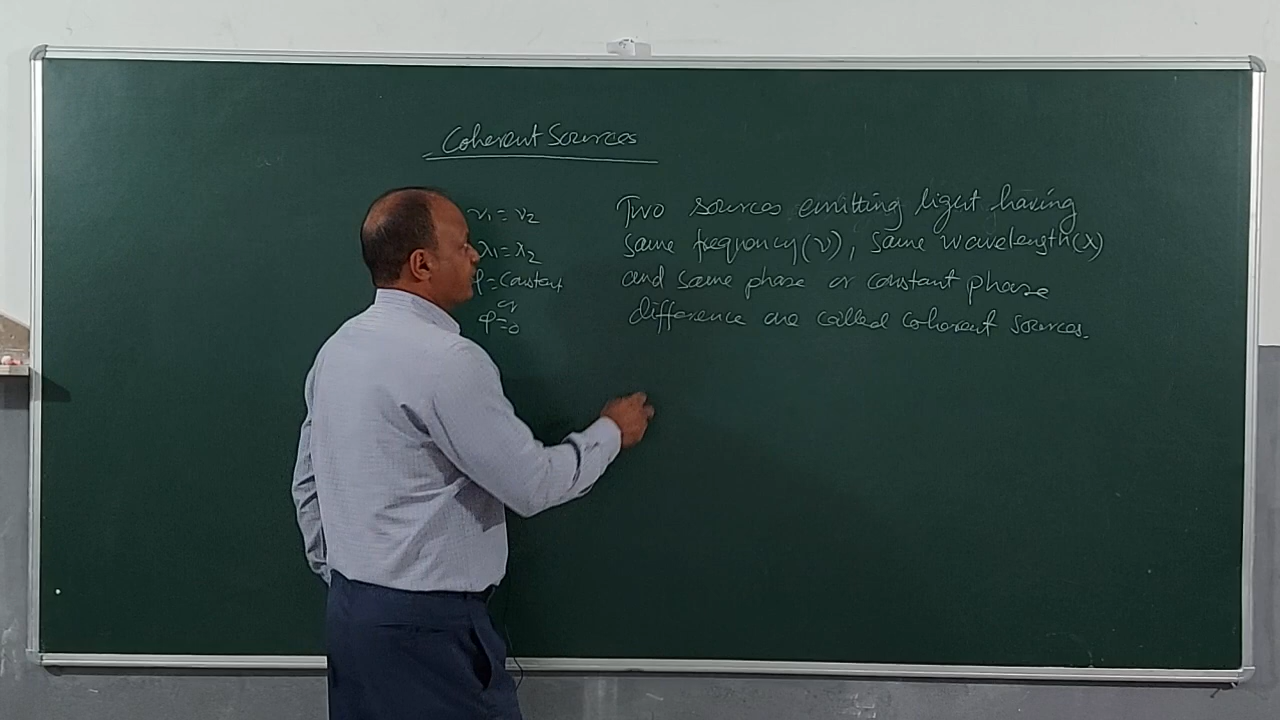 Coherent Sources
ν1 = ν2
λ1 = λ2
φ = constant
or
φ = 0
Two sources emitting light having
same frequency (ν), same wavelength (λ)
and same phase or constant phase
difference are called coherent sources.